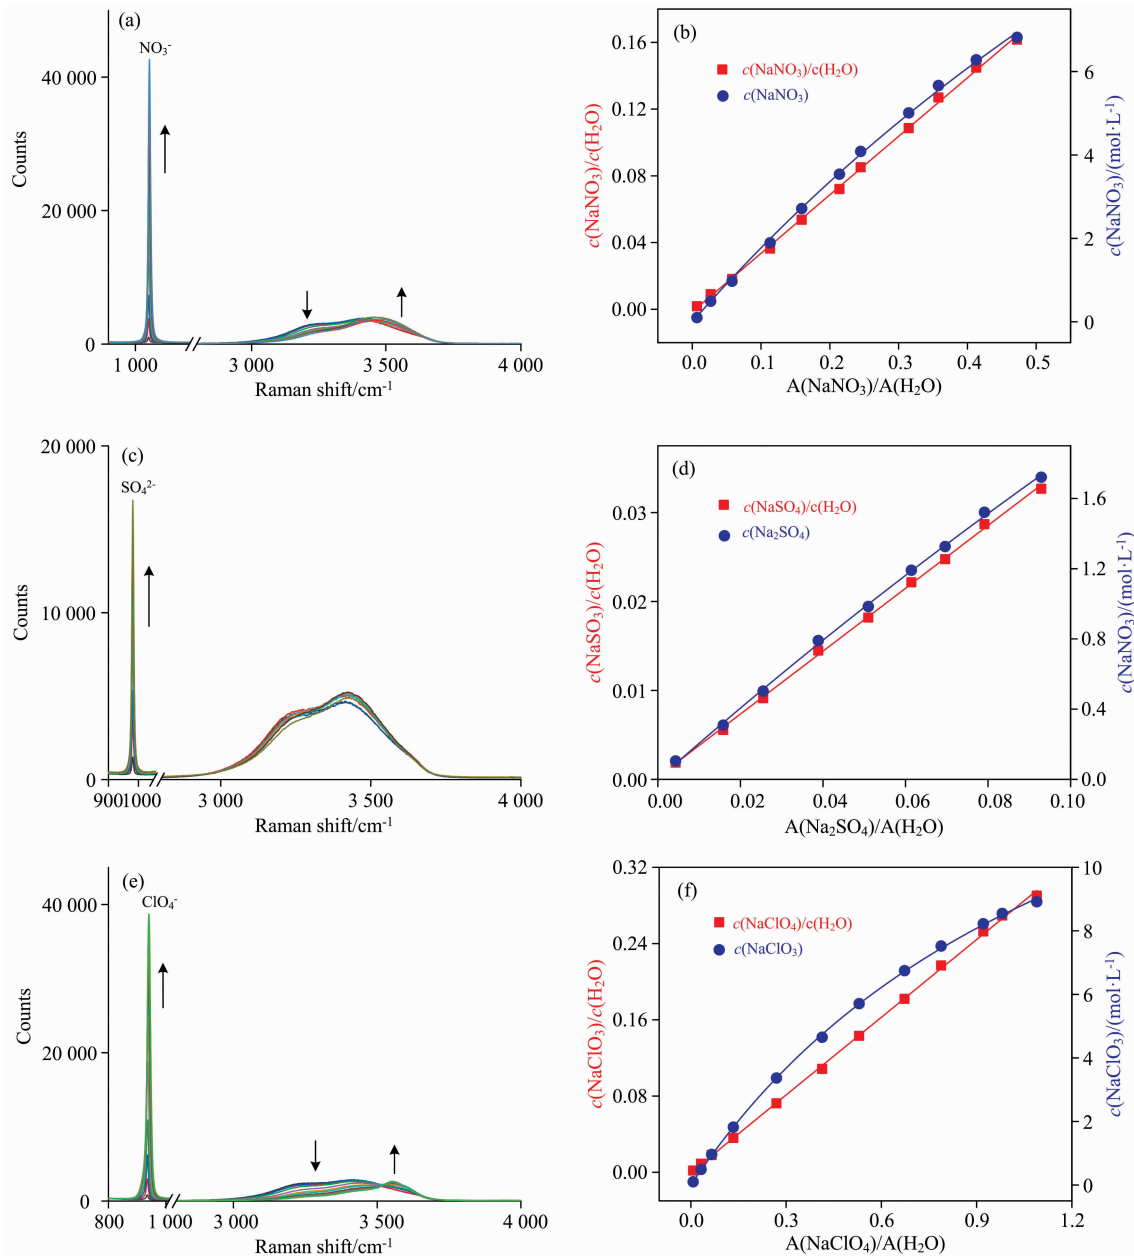 (a)
NO₃⁻
40 000
20 000
0
Counts
1 000
3 000
3 500
4 000
Raman shift/cm⁻¹
(b)
c(NaNO₃)/c(H₂O)
c(NaNO₃)
0.16
0.12
0.08
0.04
0.00
c(NaNO₃)/c(H₂O)
6
4
2
0
c(NaNO₃)/(mol·L⁻¹)
0.0
0.1
0.2
0.3
0.4
0.5
A(NaNO₃)/A(H₂O)
(c)
SO₄²⁻
20 000
10 000
0
Counts
900
1000
3 000
3 500
4 000
Raman shift/cm⁻¹
(d)
c(NaSO₄)/c(H₂O)
c(Na₂SO₄)
0.03
0.02
0.01
0.00
c(NaSO₃)/c(H₂O)
1.6
1.2
0.8
0.4
0.0
c(NaNO₃)/(mol·L⁻¹)
0.00
0.02
0.04
0.06
0.08
0.10
A(Na₂SO₄)/A(H₂O)
(e)
ClO₄⁻
40 000
20 000
0
Counts
800
1 000
3 000
3 500
4 000
Raman shift/cm⁻¹
(f)
c(NaClO₄)/c(H₂O)
c(NaClO₃)
0.32
0.24
0.16
0.08
0.00
c(NaClO₃)/c(H₂O)
10
8
6
4
2
0
c(NaClO₃)/(mol·L⁻¹)
0.0
0.3
0.6
0.9
1.2
A(NaClO₄)/A(H₂O)